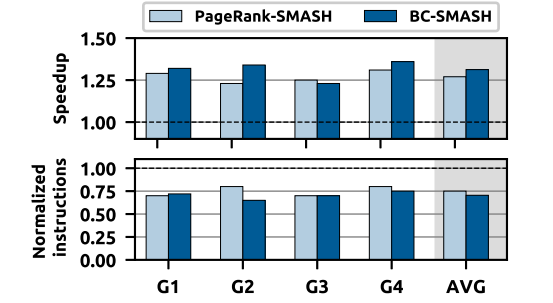 PageRank-SMASH BC-SMASH
Speedup
1.50
1.25
1.00
Normalized
instructions
1.00
0.75
0.50
0.25
0.00
G1 G2 G3 G4 AVG